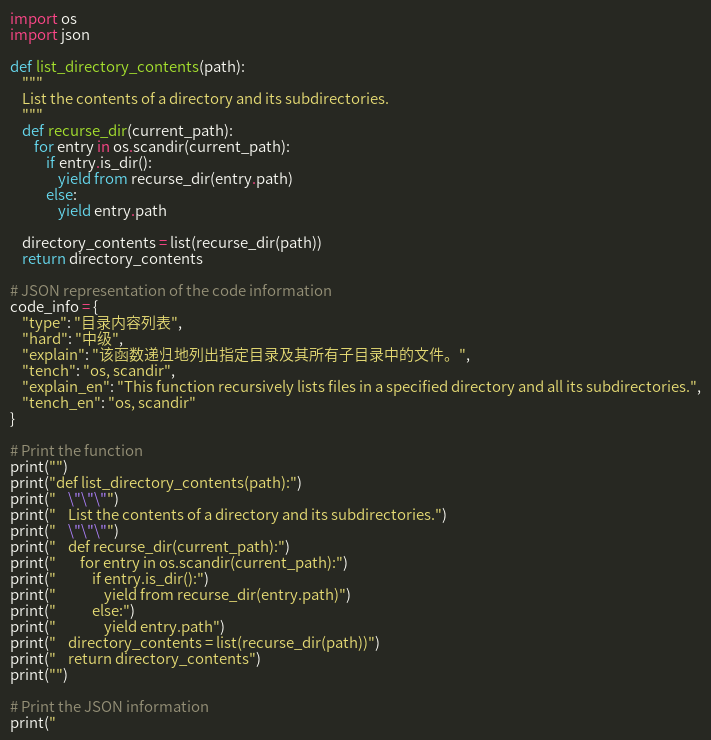 import os
import json

def list_directory_contents(path):
    """
    List the contents of a directory and its subdirectories.
    """
    def recurse_dir(current_path):
        for entry in os.scandir(current_path):
            if entry.is_dir():
                yield from recurse_dir(entry.path)
            else:
                yield entry.path

    directory_contents = list(recurse_dir(path))
    return directory_contents

# JSON representation of the code information
code_info = {
    "type": "目录内容列表",
    "hard": "中级",
    "explain": "该函数递归地列出指定目录及其所有子目录中的文件。",
    "tench": "os, scandir",
    "explain_en": "This function recursively lists files in a specified directory and all its subdirectories.",
    "tench_en": "os, scandir"
}

# Print the function
print("")
print("def list_directory_contents(path):")
print("    \"\"\"")
print("    List the contents of a directory and its subdirectories.")
print("    \"\"\"")
print("    def recurse_dir(current_path):")
print("        for entry in os.scandir(current_path):")
print("            if entry.is_dir():")
print("                yield from recurse_dir(entry.path)")
print("            else:")
print("                yield entry.path")
print("    directory_contents = list(recurse_dir(path))")
print("    return directory_contents")
print("")

# Print the JSON information
print("